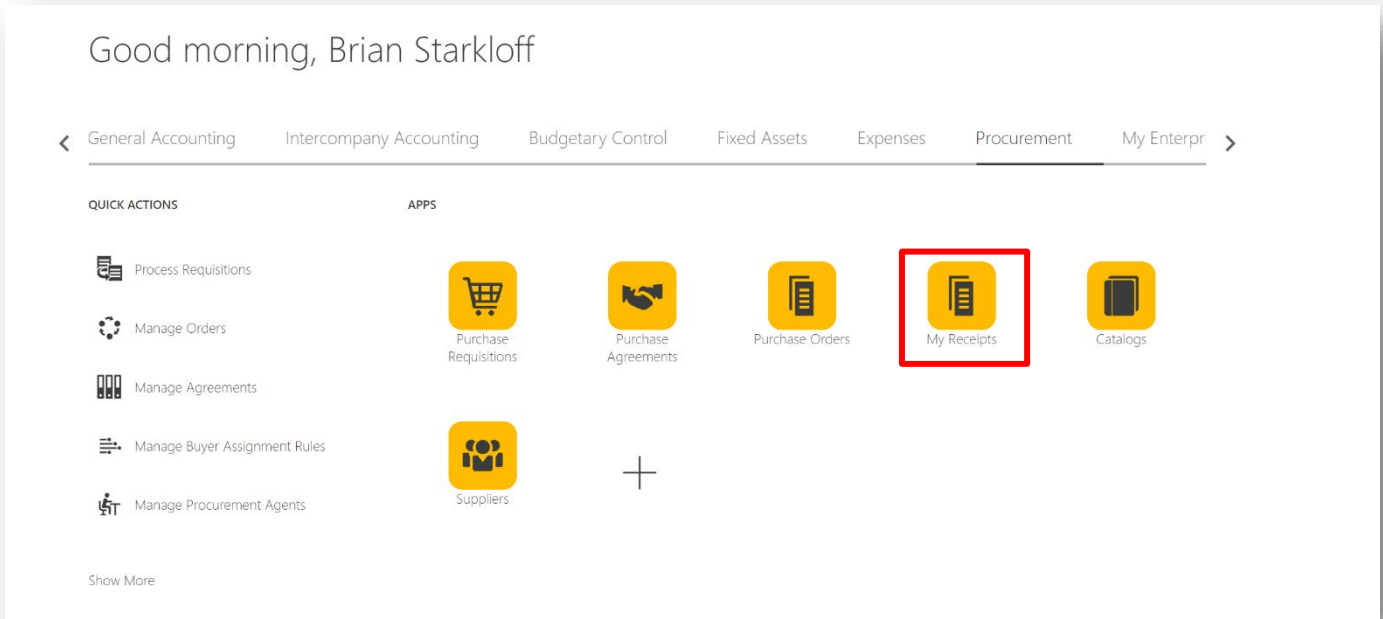 Good morning, Brian Starkloff
General Accounting Intercompany Accounting Budgetary Control Fixed Assets Expenses Procurement My Enterpr
QUICK ACTIONS
Process Requisitions
Manage Orders
Manage Agreements
Manage Buyer Assignment Rules
Manage Procurement Agents
Show More
APPS
Purchase
Requisitions
Purchase
Agreements
Purchase Orders
My Receipts
Catalogs
Suppliers